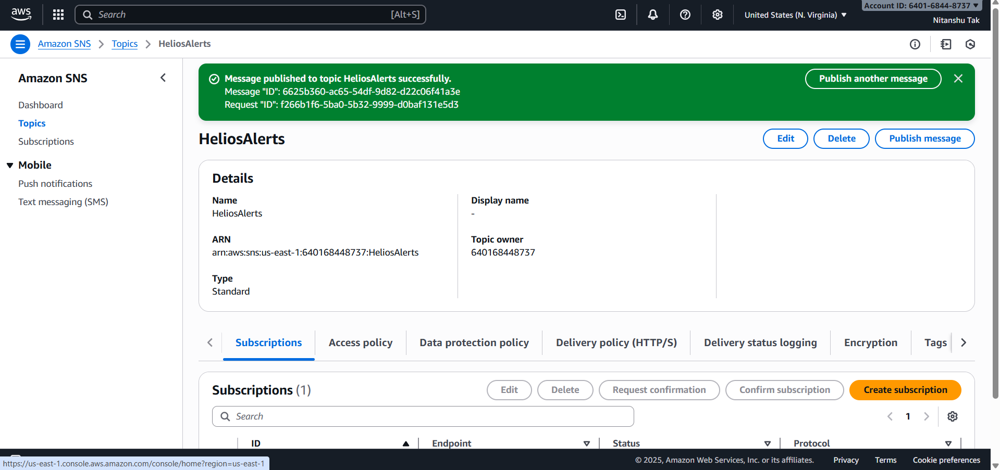 aws
Search
[Alt+S]
United States (N. Virginia)
Account ID: 6401-6844-8737
Nitanshu Tak
Amazon SNS
Topics
HeliosAlerts
Amazon SNS
Dashboard
Topics
Subscriptions
Mobile
Push notifications
Text messaging (SMS)
Message published to topic HeliosAlerts successfully.
Message "ID": 6625b360-ac65-54df-9d82-d22c06f41a3e
Request "ID": f266b1f6-5ba0-5b32-9999-d0baf131e5d3
Publish another message
HeliosAlerts
Edit
Delete
Publish message
Details
Name
HeliosAlerts
Display name
-
ARN
arn:aws:sns:us-east-1:640168448737:HeliosAlerts
Topic owner
640168448737
Type
Standard
Subscriptions
Access policy
Data protection policy
Delivery policy (HTTP/S)
Delivery status logging
Encryption
Tags
Subscriptions (1)
Edit
Delete
Request confirmation
Confirm subscription
Create subscription
Search
1
ID
Endpoint
Status
Protocol
https://us-east-1.console.aws.amazon.com/console/home?region=us-east-1
© 2025, Amazon Web Services, Inc. or its affiliates.
Privacy
Terms
Cookie preferences